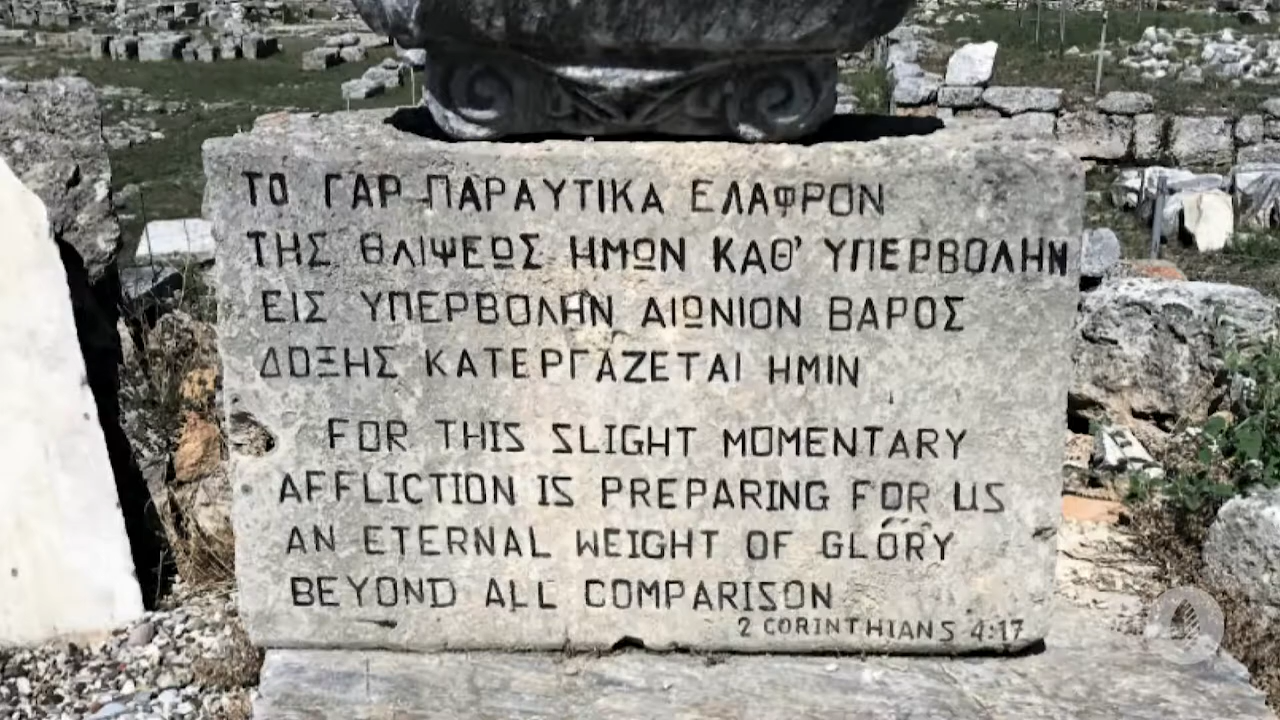 ΤΟ ΓΑΡ ΠΑΡΑΥΤΙΚΑ ΕΛΑΦΡΟΝ
ΤΗΣ ΘΛΙΨΕΩΣ ΗΜΩΝ ΚΑΘ' ΥΠΕΡΒΟΛΗΝ
ΕΙΣ ΥΠΕΡΒΟΛΗΝ ΑΙΩΝΙΟΝ ΒΑΡΟΣ
ΔΟΞΗΣ ΚΑΤΕΡΓΑΖΕΤΑΙ ΗΜΙΝ
FOR THIS SLIGHT MOMENTARY
AFFLICTION IS PREPARING FOR US
AN ETERNAL WEIGHT OF GLORY
BEYOND ALL COMPARISON
2 CORINTHIANS 4:17